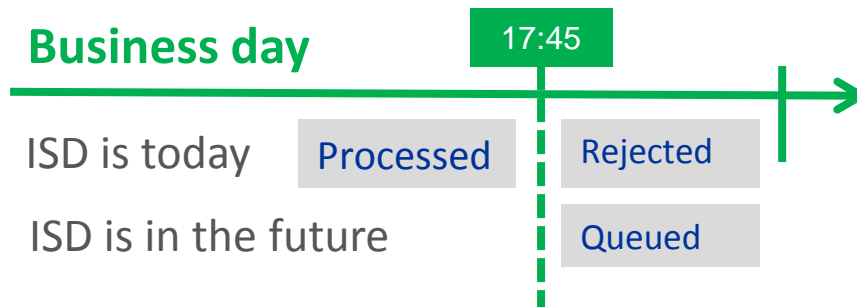 Business day
17:45
ISD is today
Processed
Rejected
ISD is in the future
Queued